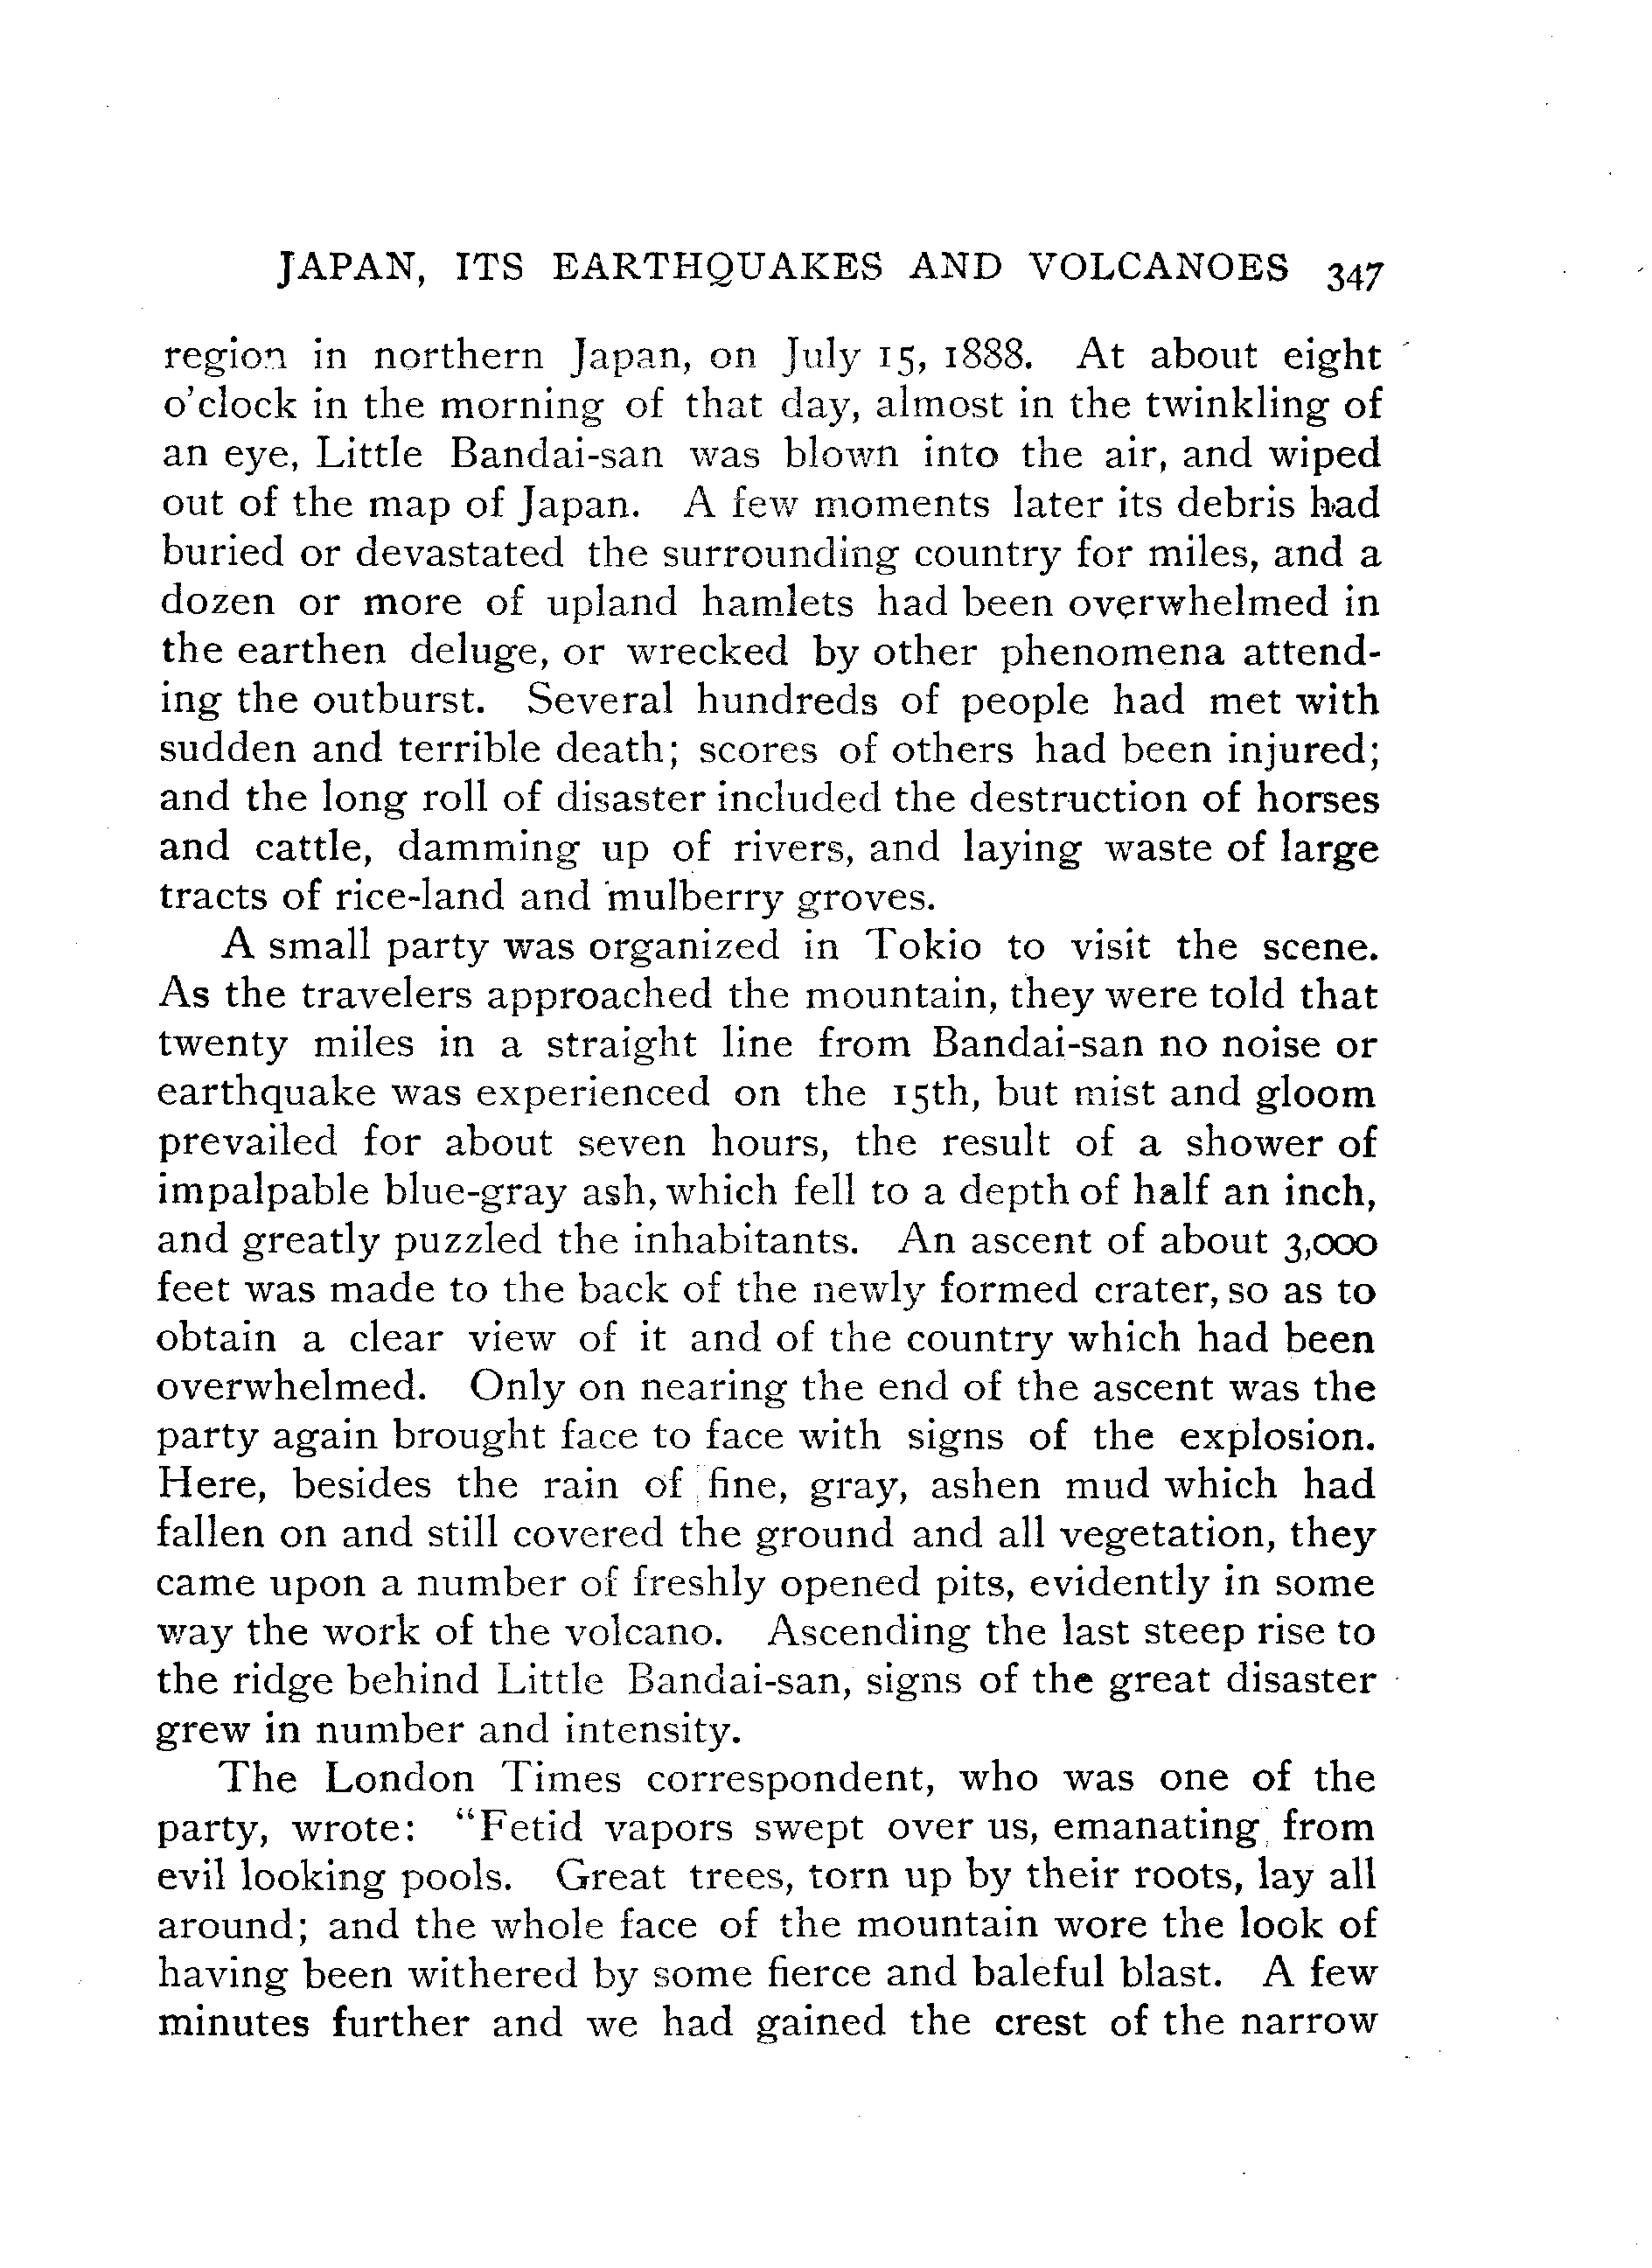 JAPAN, ITS EARTHQUAKES AND VOLCANOES 347
region in northern Japan, on July 15, 1888. At about eight
o'clock in the morning of that day, almost in the twinkling of
an eye, Little Bandai-san was blown into the air, and wiped
out of the map of Japan. A few moments later its debris had
buried or devastated the surrounding country for miles, and a
dozen or more of upland hamlets had been overwhelmed in
the earthen deluge, or wrecked by other phenomena attend-
ing the outburst. Several hundreds of people had met with
sudden and terrible death; scores of others had been injured;
and the long roll of disaster included the destruction of horses
and cattle, damming up of rivers, and laying waste of large
tracts of rice-land and mulberry groves.
A small party was organized in Tokio to visit the scene.
As the travelers approached the mountain, they were told that
twenty miles in a straight line from Bandai-san no noise or
earthquake was experienced on the 15th, but mist and gloom
prevailed for about seven hours, the result of a shower of
impalpable blue-gray ash, which fell to a depth of half an inch,
and greatly puzzled the inhabitants. An ascent of about 3,000
feet was made to the back of the newly formed crater, so as to
obtain a clear view of it and of the country which had been
overwhelmed. Only on nearing the end of the ascent was the
party again brought face to face with signs of the explosion.
Here, besides the rain of fine, gray, ashen mud which had
fallen on and still covered the ground and all vegetation, they
came upon a number of freshly opened pits, evidently in some
way the work of the volcano. Ascending the last steep rise to
the ridge behind Little Bandai-san, signs of the great disaster
grew in number and intensity.
The London Times correspondent, who was one of the
party, wrote: "Fetid vapors swept over us, emanating from
evil looking pools. Great trees, torn up by their roots, lay all
around; and the whole face of the mountain wore the look of
having been withered by some fierce and baleful blast. A few
minutes further and we had gained the crest of the narrow